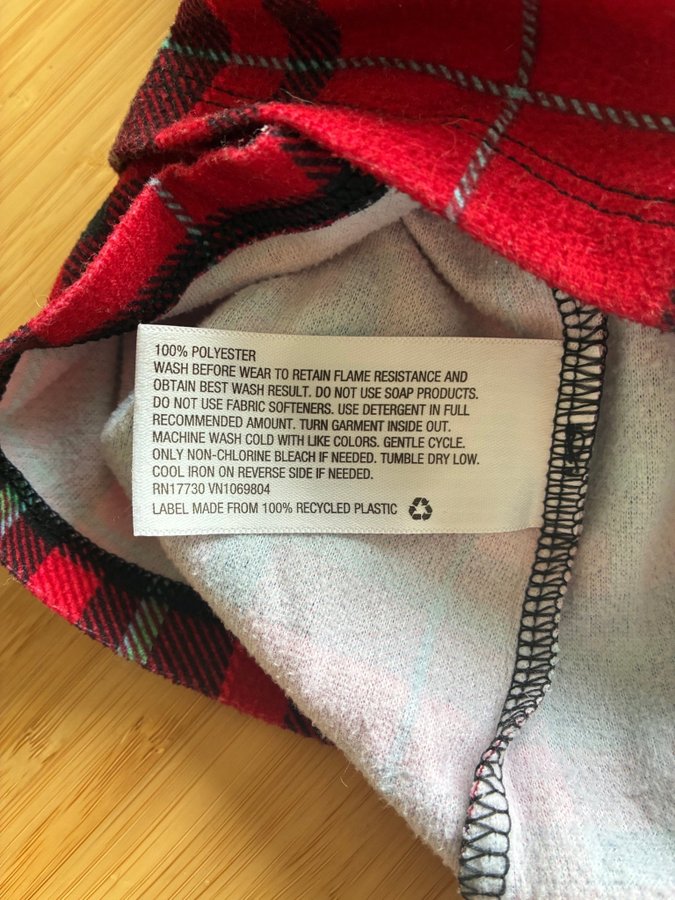 100% POLYESTER
WASH BEFORE WEAR TO RETAIN FLAME RESISTANCE AND
OBTAIN BEST WASH RESULT. DO NOT USE SOAP PRODUCTS.
DO NOT USE FABRIC SOFTENERS. USE DETERGENT IN FULL
RECOMMENDED AMOUNT. TURN GARMENT INSIDE OUT.
MACHINE WASH COLD WITH LIKE COLORS. GENTLE CYCLE.
ONLY NON-CHLORINE BLEACH IF NEEDED. TUMBLE DRY LOW.
COOL IRON ON REVERSE SIDE IF NEEDED.
RN17730 VN1069804
LABEL MADE FROM 100% RECYCLED PLASTIC